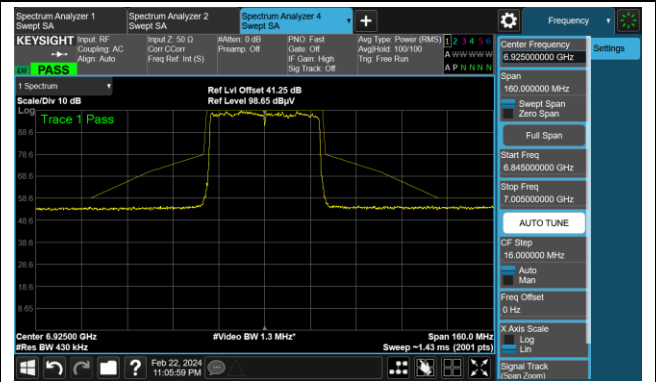 Spectrum Analyzer 1
Swept SA
Spectrum Analyzer 2
Swept SA
Spectrum Analyzer 4
Swept SA
Frequency
KEYSIGHT
Input: RF
Coupling: AC
Align: Auto
Input Z: 50 Ω
Corr CCorr
Freq Ref: Int (S)
#Atten: 0 dB
Preamp: Off
PNO: Fast
Gate: Off
IF Gain: High
Sig Track: Off
Avg Type: Power (RMS)
Avg|Hold: 100/100
Trig: Free Run
1 2 3 4 5 6
A W W W W W
A P N N N N
PASS
1 Spectrum
Scale/Div 10 dB
Ref Lvl Offset 41.25 dB
Ref Level 98.65 dBµV
Log
Trace 1 Pass
88.6
78.6
68.6
58.6
48.6
38.6
28.6
18.6
8.65
Center 6.92500 GHz
#Res BW 430 kHz
#Video BW 1.3 MHz*
Span 160.0 MHz
Sweep ~1.43 ms (2001 pts)
Center Frequency
6.925000000 GHz
Settings
Span
160.000000 MHz
Swept Span
Zero Span
Full Span
Start Freq
6.845000000 GHz
Stop Freq
7.005000000 GHz
AUTO TUNE
CF Step
16.000000 MHz
Auto
Man
Freq Offset
0 Hz
X Axis Scale
Log
Lin
Signal Track
(Span Zoom)
Feb 22, 2024
11:05:59 PM